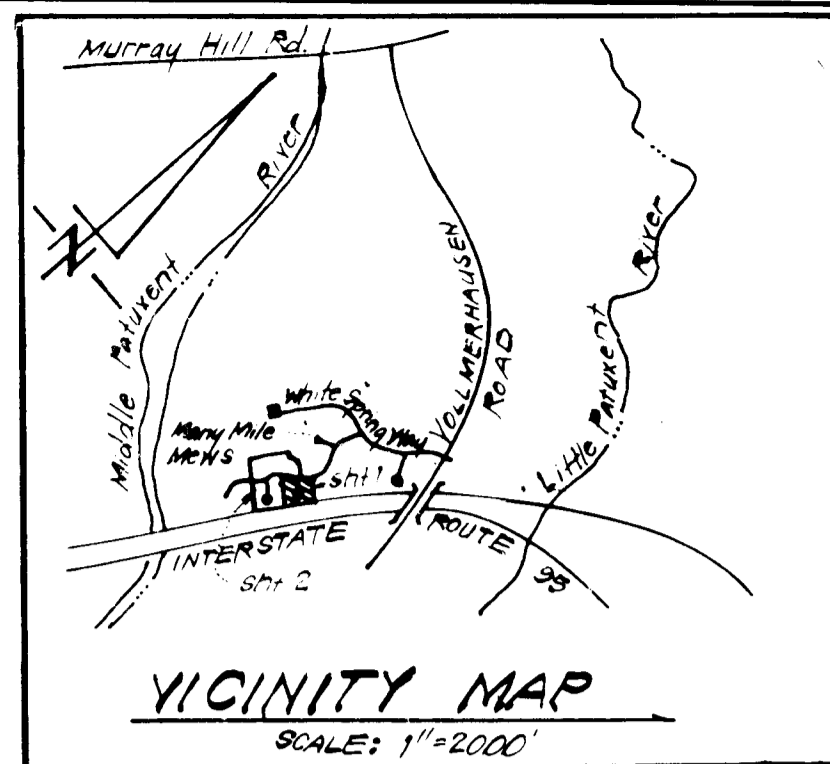 Murray Hill Rd.
River
N
Middle Patuxent
VOLLMERHAUSEN
ROAD
River
Little Patuxent
White Spring Way
Many Mile
Mews
sht 1
INTERSTATE ROUTE 95
sht 2
VICINITY MAP
SCALE: 1"=2000'